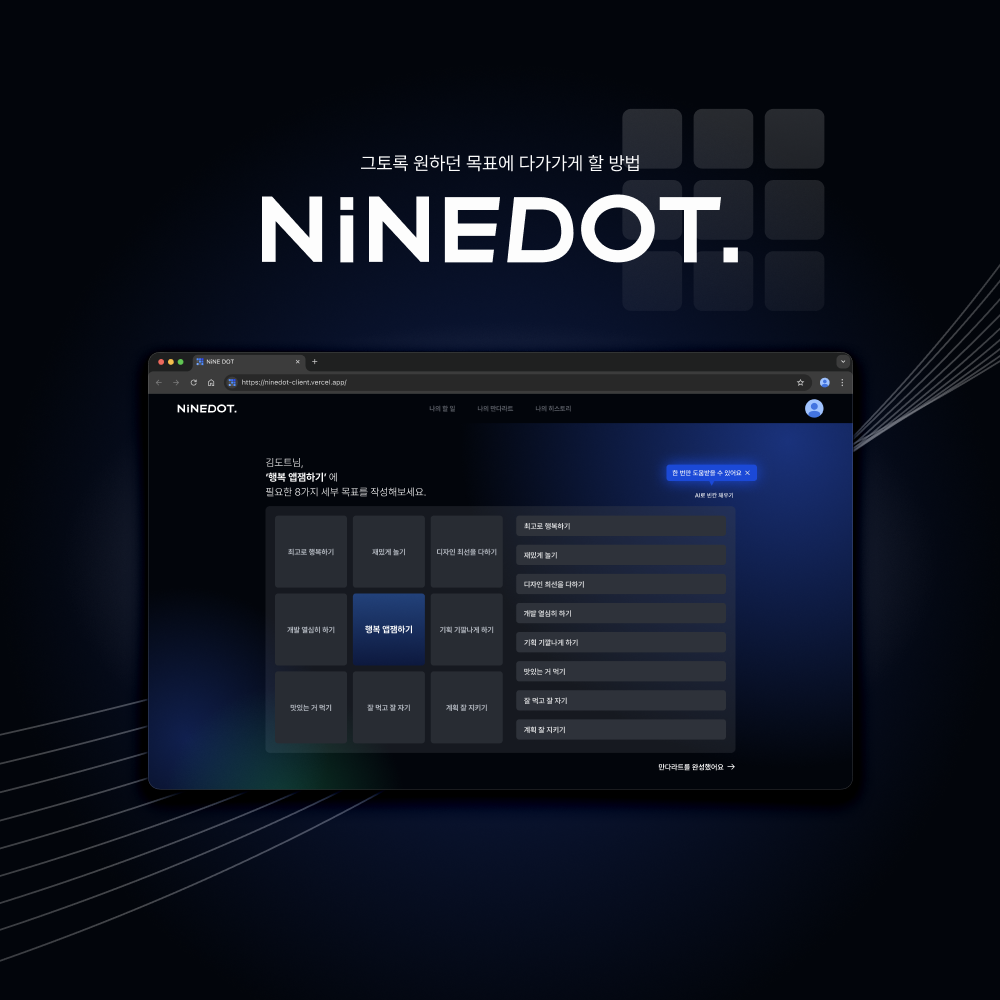 그토록 원하던 목표에 다가가게 할 방법
NiNEDOT.
NiNE DOT
https://ninedot-client.vercel.app/
NiNEDOT.
나의 할 일
나의 만다라트
나의 히스토리
김도트님,
‘행복 앱잼하기’ 에
필요한 8가지 세부 목표를 작성해보세요.
한 번만 도움받을 수 있어요
AI로 빈칸 채우기
최고로 행복하기
재밌게 놀기
디자인 최선을 다하기
개발 열심히 하기
행복 앱잼하기
기획 기깔나게 하기
맛있는 거 먹기
잘 먹고 잘 자기
계획 잘 지키기
최고로 행복하기
재밌게 놀기
디자인 최선을 다하기
개발 열심히 하기
기획 기깔나게 하기
맛있는 거 먹기
잘 먹고 잘 자기
계획 잘 지키기
만다라트를 완성했어요 →